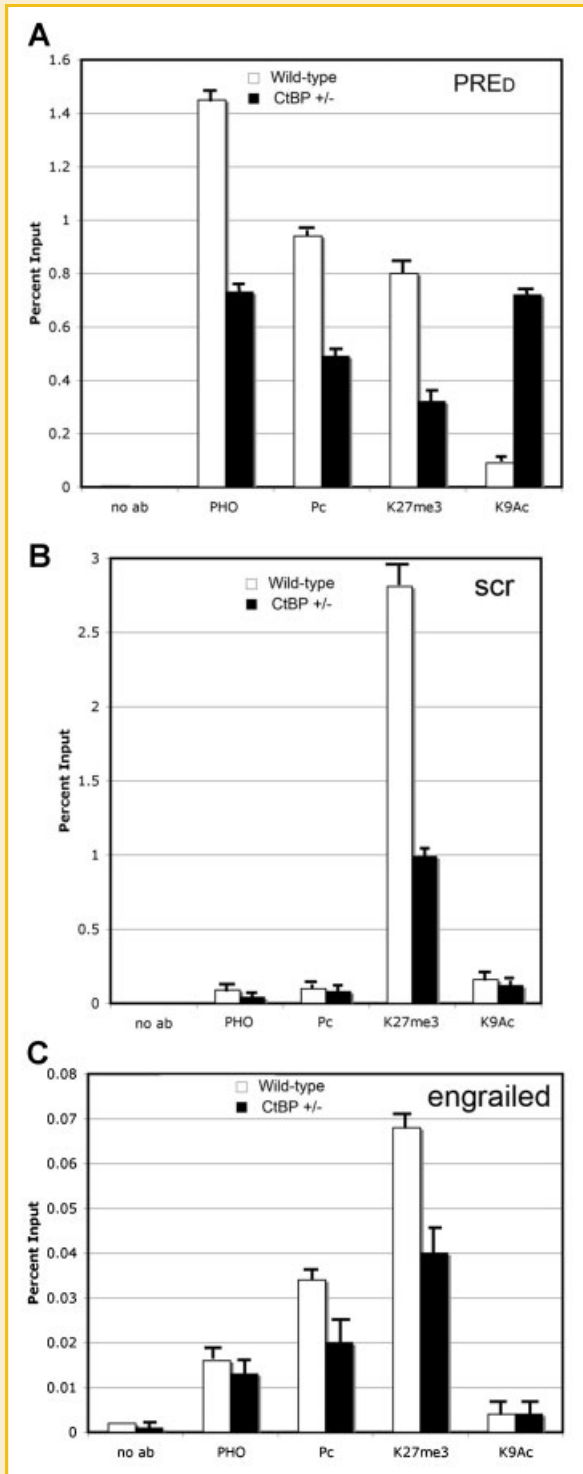 A
1.6
Wild-type
CtBP +/-
PRED
1.4
1.2
1
0.8
0.6
0.4
0.2
0
Percent Input
no ab PHO Pc K27me3 K9Ac
B
3
Wild-type
CtBP +/-
scr
2.5
2
1.5
1
0.5
0
Percent Input
no ab PHO Pc K27me3 K9Ac
C
0.08
Wild-type
CtBP +/-
engrailed
0.07
0.06
0.05
0.04
0.03
0.02
0.01
0
Percent Input
no ab PHO Pc K27me3 K9Ac